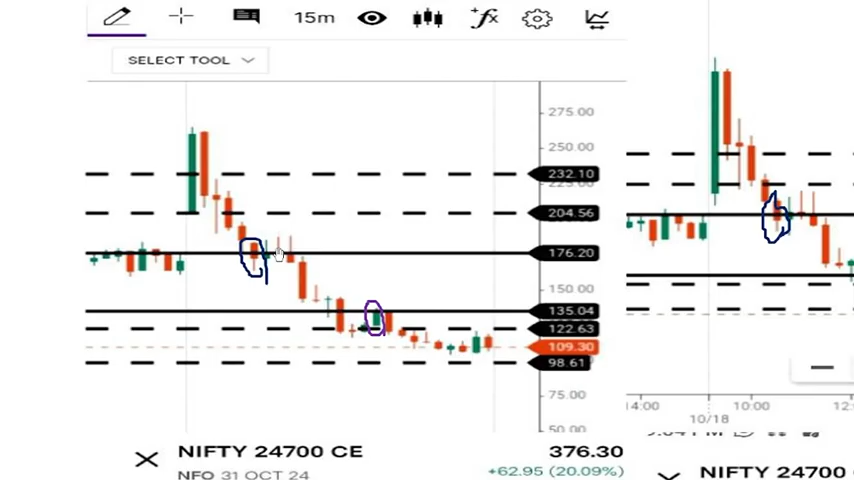 15m
SELECT TOOL
275.00
250.00
232.10
204.56
176.20
150.00
135.04
122.63
109.30
98.61
75.00
50.00
NIFTY 24700 CE 376.30
NFO 31 OCT 24 +62.95 (20.09%)
14:00 10:00
10/18
NIFTY 24700